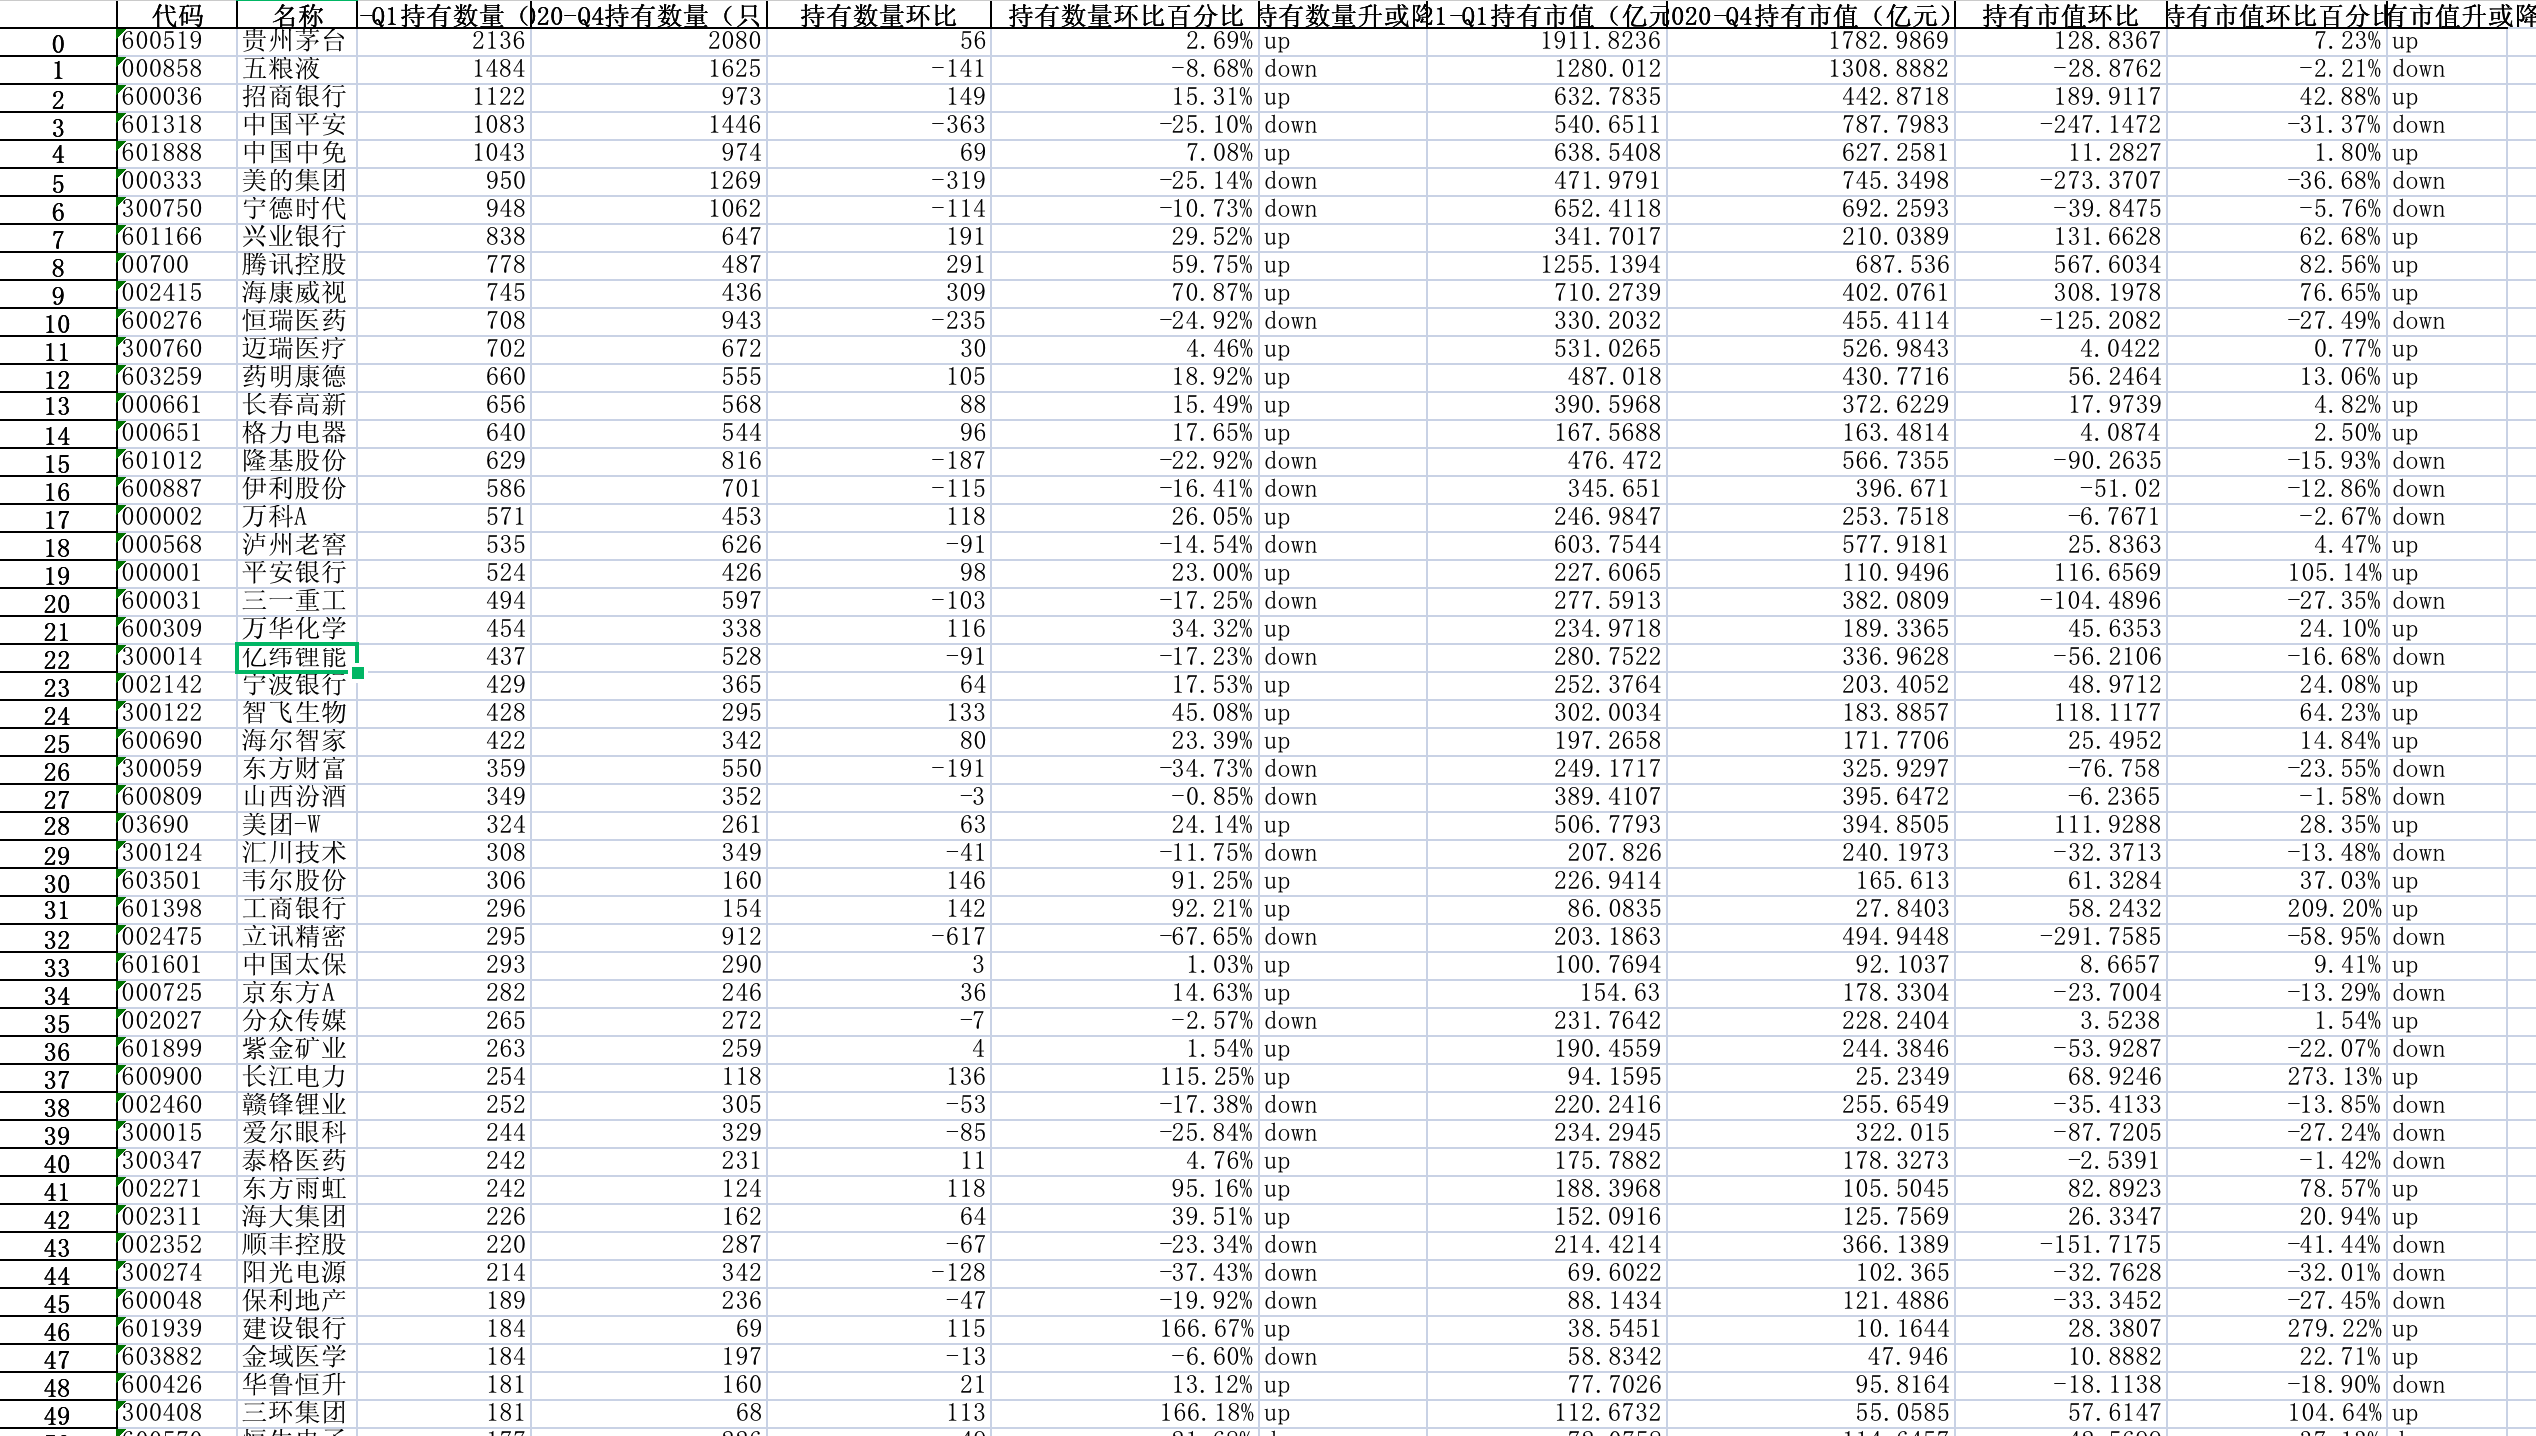 代码 名称 -Q1持有数量( 020-Q4持有数量(只 持有数量环比 持有数量环比百分比 持有数量升或降 21-Q1持有市值(亿元 020-Q4持有市值(亿元) 持有市值环比 持有市值环比百分比 有市值升或降
0 600519 贵州茅台 2136 2080 56 2.69% up 1911.8236 1782.9869 128.8367 7.23% up
1 000858 五粮液 1484 1625 -141 -8.68% down 1280.012 1308.8882 -28.8762 -2.21% down
2 600036 招商银行 1122 973 149 15.31% up 632.7835 442.8718 189.9117 42.88% up
3 601318 中国平安 1083 1446 -363 -25.10% down 540.6511 787.7983 -247.1472 -31.37% down
4 601888 中国中免 1043 974 69 7.08% up 638.5408 627.2581 11.2827 1.80% up
5 000333 美的集团 950 1269 -319 -25.14% down 471.9791 745.3498 -273.3707 -36.68% down
6 300750 宁德时代 948 1062 -114 -10.73% down 652.4118 692.2593 -39.8475 -5.76% down
7 601166 兴业银行 838 647 191 29.52% up 341.7017 210.0389 131.6628 62.68% up
8 00700 腾讯控股 778 487 291 59.75% up 1255.1394 687.536 567.6034 82.56% up
9 002415 海康威视 745 436 309 70.87% up 710.2739 402.0761 308.1978 76.65% up
10 600276 恒瑞医药 708 943 -235 -24.92% down 330.2032 455.4114 -125.2082 -27.49% down
11 300760 迈瑞医疗 702 672 30 4.46% up 531.0265 526.9843 4.0422 0.77% up
12 603259 药明康德 660 555 105 18.92% up 487.018 430.7716 56.2464 13.06% up
13 000661 长春高新 656 568 88 15.49% up 390.5968 372.6229 17.9739 4.82% up
14 000651 格力电器 640 544 96 17.65% up 167.5688 163.4814 4.0874 2.50% up
15 601012 隆基股份 629 816 -187 -22.92% down 476.472 566.7355 -90.2635 -15.93% down
16 600887 伊利股份 586 701 -115 -16.41% down 345.651 396.671 -51.02 -12.86% down
17 000002 万科A 571 453 118 26.05% up 246.9847 253.7518 -6.7671 -2.67% down
18 000568 泸州老窖 535 626 -91 -14.54% down 603.7544 577.9181 25.8363 4.47% up
19 000001 平安银行 524 426 98 23.00% up 227.6065 110.9496 116.6569 105.14% up
20 600031 三一重工 494 597 -103 -17.25% down 277.5913 382.0809 -104.4896 -27.35% down
21 600309 万华化学 454 338 116 34.32% up 234.9718 189.3365 45.6353 24.10% up
22 300014 亿纬锂能 437 528 -91 -17.23% down 280.7522 336.9628 -56.2106 -16.68% down
23 002142 宁波银行 429 365 64 17.53% up 252.3764 203.4052 48.9712 24.08% up
24 300122 智飞生物 428 295 133 45.08% up 302.0034 183.8857 118.1177 64.23% up
25 600690 海尔智家 422 342 80 23.39% up 197.2658 171.7706 25.4952 14.84% up
26 300059 东方财富 359 550 -191 -34.73% down 249.1717 325.9297 -76.758 -23.55% down
27 600809 山西汾酒 349 352 -3 -0.85% down 389.4107 395.6472 -6.2365 -1.58% down
28 03690 美团-W 324 261 63 24.14% up 506.7793 394.8505 111.9288 28.35% up
29 300124 汇川技术 308 349 -41 -11.75% down 207.826 240.1973 -32.3713 -13.48% down
30 603501 韦尔股份 306 160 146 91.25% up 226.9414 165.613 61.3284 37.03% up
31 601398 工商银行 296 154 142 92.21% up 86.0835 27.8403 58.2432 209.20% up
32 002475 立讯精密 295 912 -617 -67.65% down 203.1863 494.9448 -291.7585 -58.95% down
33 601601 中国太保 293 290 3 1.03% up 100.7694 92.1037 8.6657 9.41% up
34 000725 京东方A 282 246 36 14.63% up 154.63 178.3304 -23.7004 -13.29% down
35 002027 分众传媒 265 272 -7 -2.57% down 231.7642 228.2404 3.5238 1.54% up
36 601899 紫金矿业 263 259 4 1.54% up 190.4559 244.3846 -53.9287 -22.07% down
37 600900 长江电力 254 118 136 115.25% up 94.1595 25.2349 68.9246 273.13% up
38 002460 赣锋锂业 252 305 -53 -17.38% down 220.2416 255.6549 -35.4133 -13.85% down
39 300015 爱尔眼科 244 329 -85 -25.84% down 234.2945 322.015 -87.7205 -27.24% down
40 300347 泰格医药 242 231 11 4.76% up 175.7882 178.3273 -2.5391 -1.42% down
41 002271 东方雨虹 242 124 118 95.16% up 188.3968 105.5045 82.8923 78.57% up
42 002311 海大集团 226 162 64 39.51% up 152.0916 125.7569 26.3347 20.94% up
43 002352 顺丰控股 220 287 -67 -23.34% down 214.4214 366.1389 -151.7175 -41.44% down
44 300274 阳光电源 214 342 -128 -37.43% down 69.6022 102.365 -32.7628 -32.01% down
45 600048 保利地产 189 236 -47 -19.92% down 88.1434 121.4886 -33.3452 -27.45% down
46 601939 建设银行 184 69 115 166.67% up 38.5451 10.1644 28.3807 279.22% up
47 603882 金域医学 184 197 -13 -6.60% down 58.8342 47.946 10.8882 22.71% up
48 600426 华鲁恒升 181 160 21 13.12% up 77.7026 95.8164 -18.1138 -18.90% down
49 300408 三环集团 181 68 113 166.18% up 112.6732 55.0585 57.6147 104.64% up